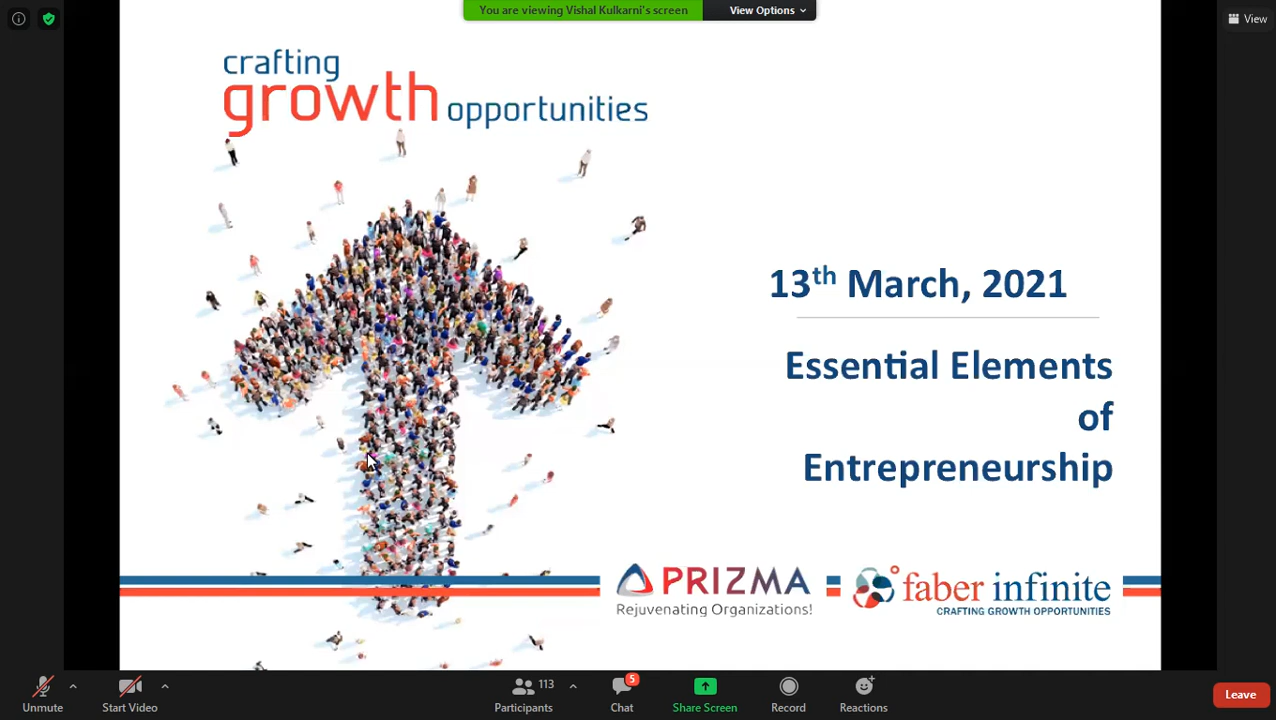 You are viewing Vishal Kulkarni's screen
View Options
View
crafting
growth opportunities
13th March, 2021
Essential Elements
of
Entrepreneurship
PRIZMA
Rejuvenating Organizations!
faber infinite
CRAFTING GROWTH OPPORTUNITIES
Unmute
Start Video
113
Participants
5
Chat
Share Screen
Record
Reactions
Leave